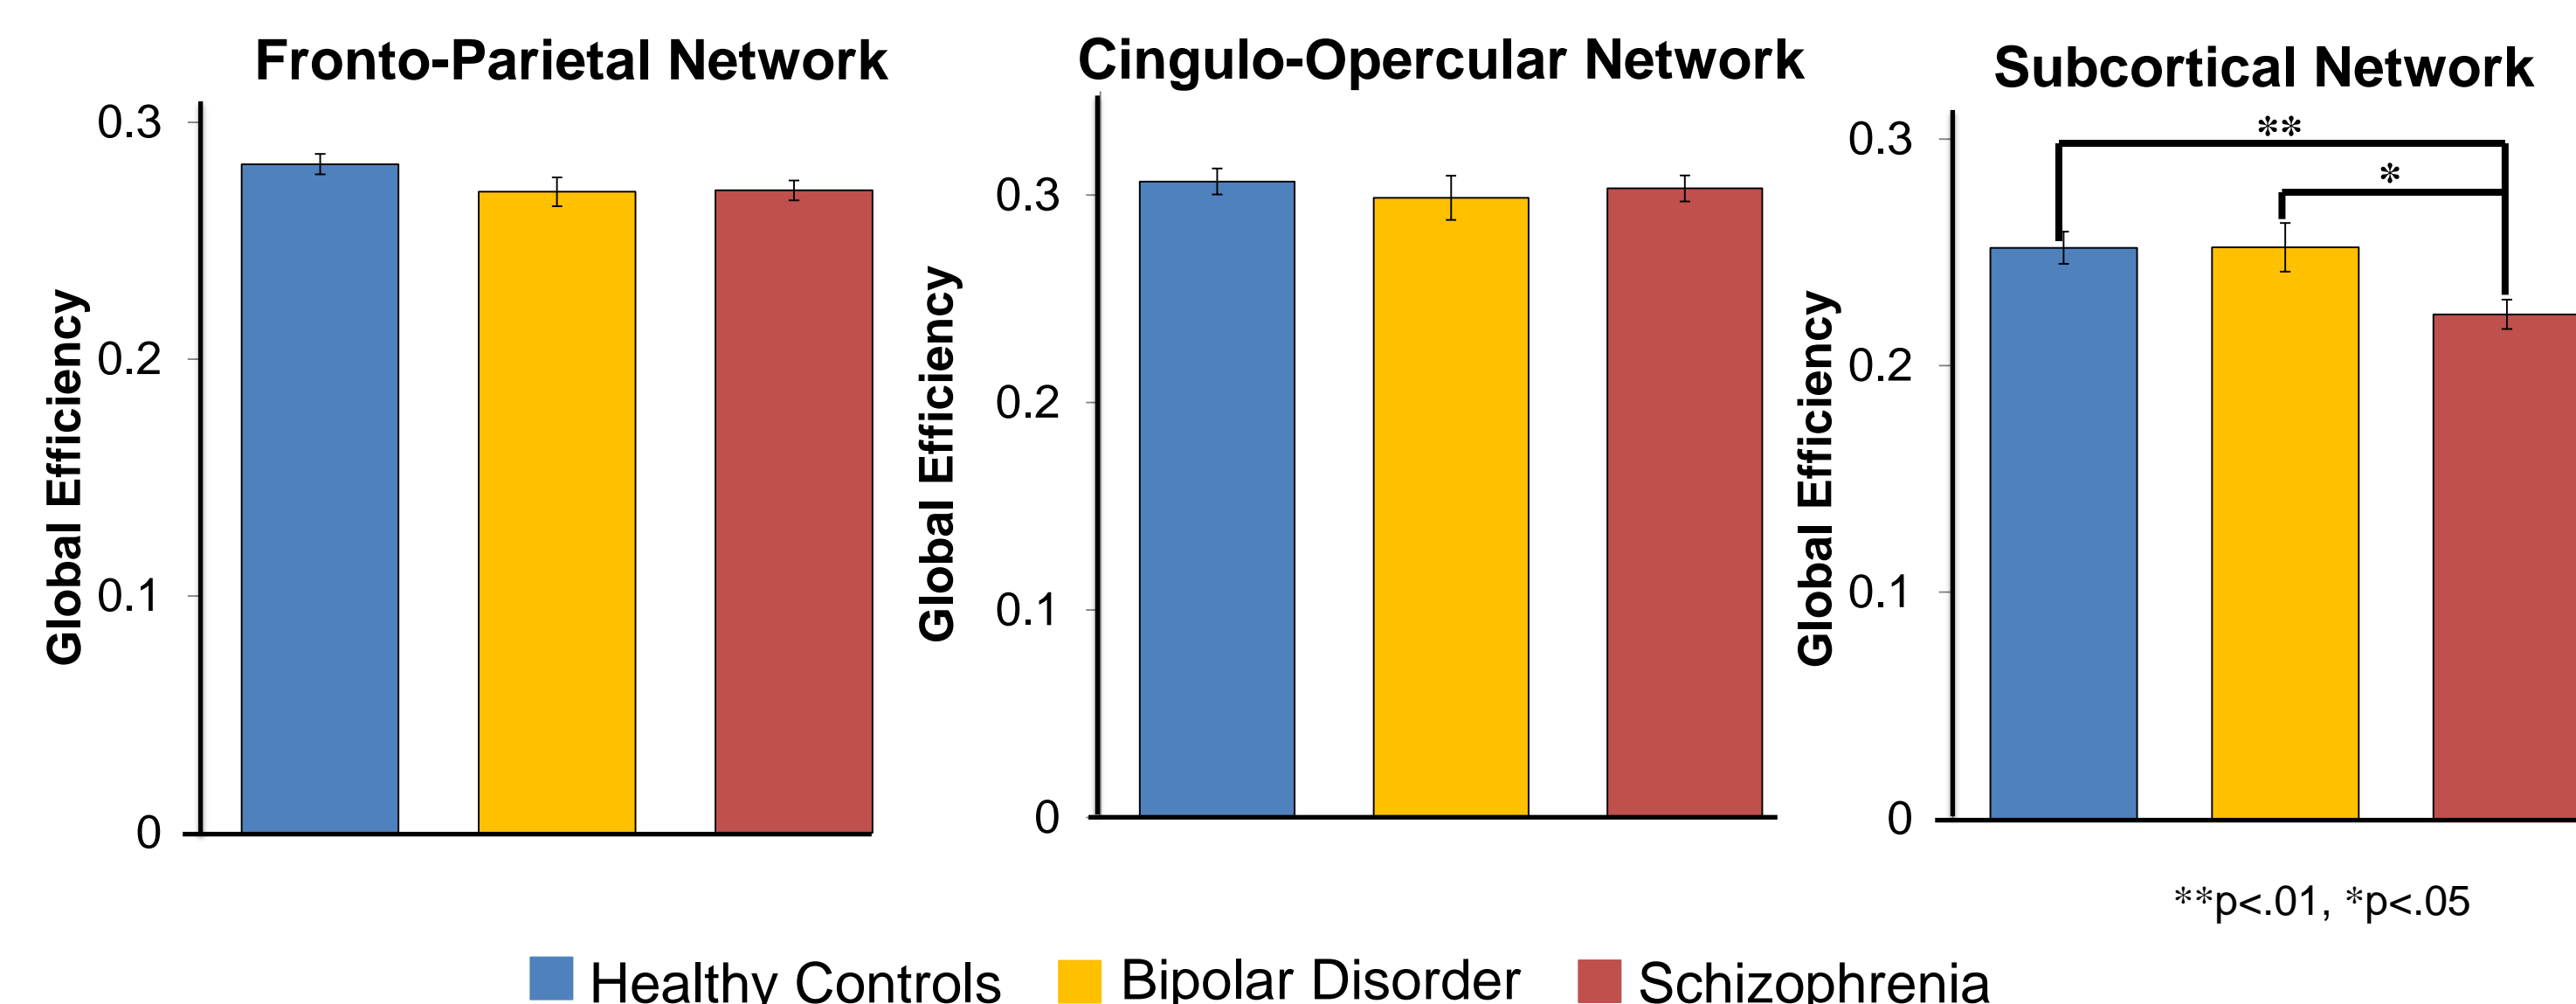 Fronto-Parietal Network
Global Efficiency
0.3
0.2
0.1
0
Cingulo-Opercular Network
Global Efficiency
0.3
0.2
0.1
0
Subcortical Network
Global Efficiency
0.3
0.2
0.1
0
**
*
**p<.01, *p<.05
Healthy Controls
Bipolar Disorder
Schizophrenia